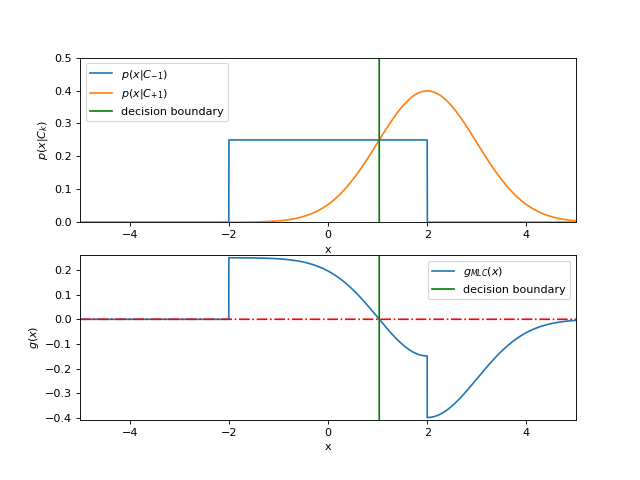 0.5
0.4
0.3
0.2
0.1
0.0
p(x|C_k)
p(x|C_{−1})
p(x|C_{+1})
decision boundary
−4 −2 0 2 4
x
0.2
0.1
0.0
−0.1
−0.2
−0.3
−0.4
g(x)
g_{MLC}(x)
decision boundary
−4 −2 0 2 4
x